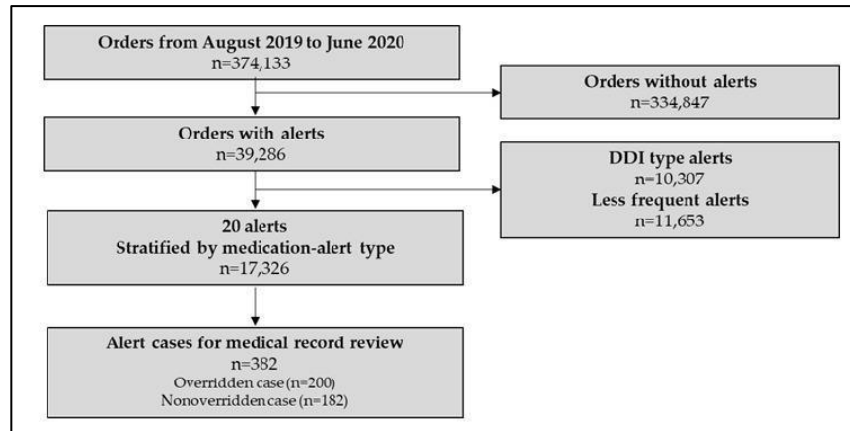 Orders from August 2019 to June 2020
n=374,133
Orders without alerts
n=334,847
Orders with alerts
n=39,286
DDI type alerts
n=10,307
Less frequent alerts
n=11,653
20 alerts
Stratified by medication-alert type
n=17,326
Alert cases for medical record review
n=382
Overridden case (n=200)
Nonoverridden case (n=182)